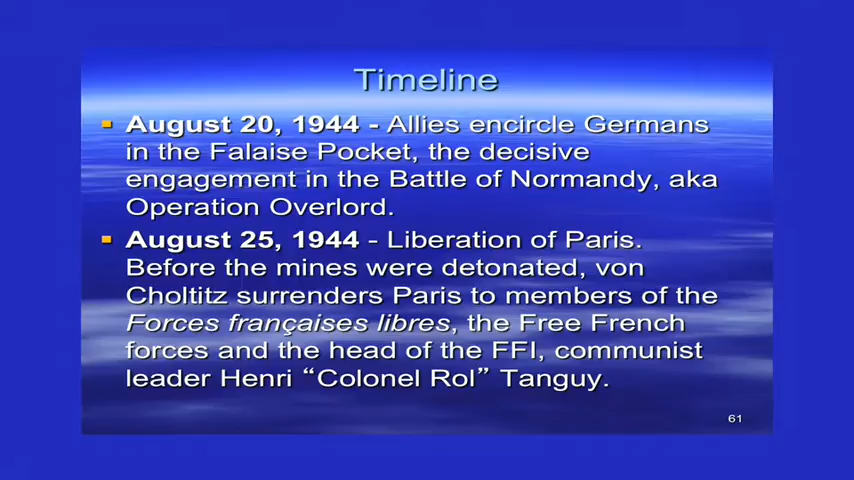 Timeline
August 20, 1944 - Allies encircle Germans
in the Falaise Pocket, the decisive
engagement in the Battle of Normandy, aka
Operation Overlord.
August 25, 1944 - Liberation of Paris.
Before the mines were detonated, von
Choltitz surrenders Paris to members of the
Forces françaises libres, the Free French
forces and the head of the FFI, communist
leader Henri “Colonel Rol” Tanguy.
61